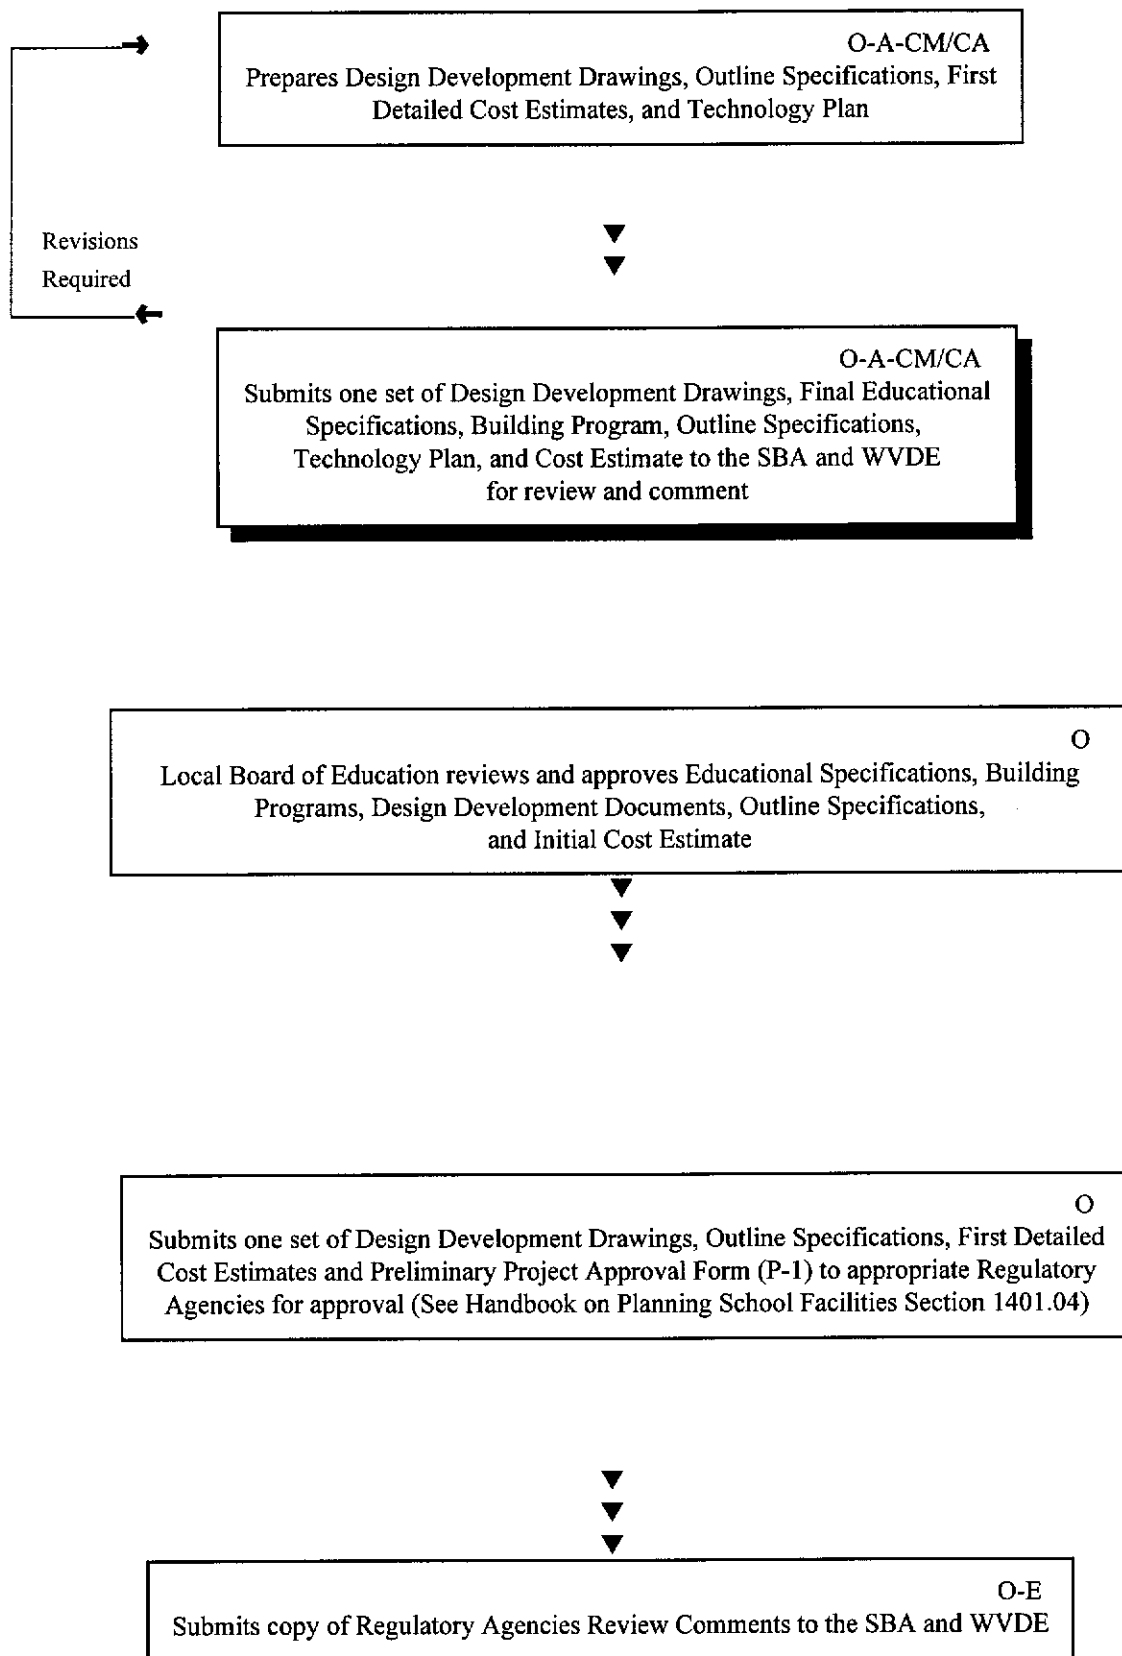 O-A-CM/CA
Prepares Design Development Drawings, Outline Specifications, First
Detailed Cost Estimates, and Technology Plan
Revisions
Required
O-A-CM/CA
Submits one set of Design Development Drawings, Final Educational
Specifications, Building Program, Outline Specifications,
Technology Plan, and Cost Estimate to the SBA and WVDE
for review and comment
O
Local Board of Education reviews and approves Educational Specifications, Building
Programs, Design Development Documents, Outline Specifications,
and Initial Cost Estimate
O
Submits one set of Design Development Drawings, Outline Specifications, First Detailed
Cost Estimates and Preliminary Project Approval Form (P-1) to appropriate Regulatory
Agencies for approval (See Handbook on Planning School Facilities Section 1401.04)
O-E
Submits copy of Regulatory Agencies Review Comments to the SBA and WVDE